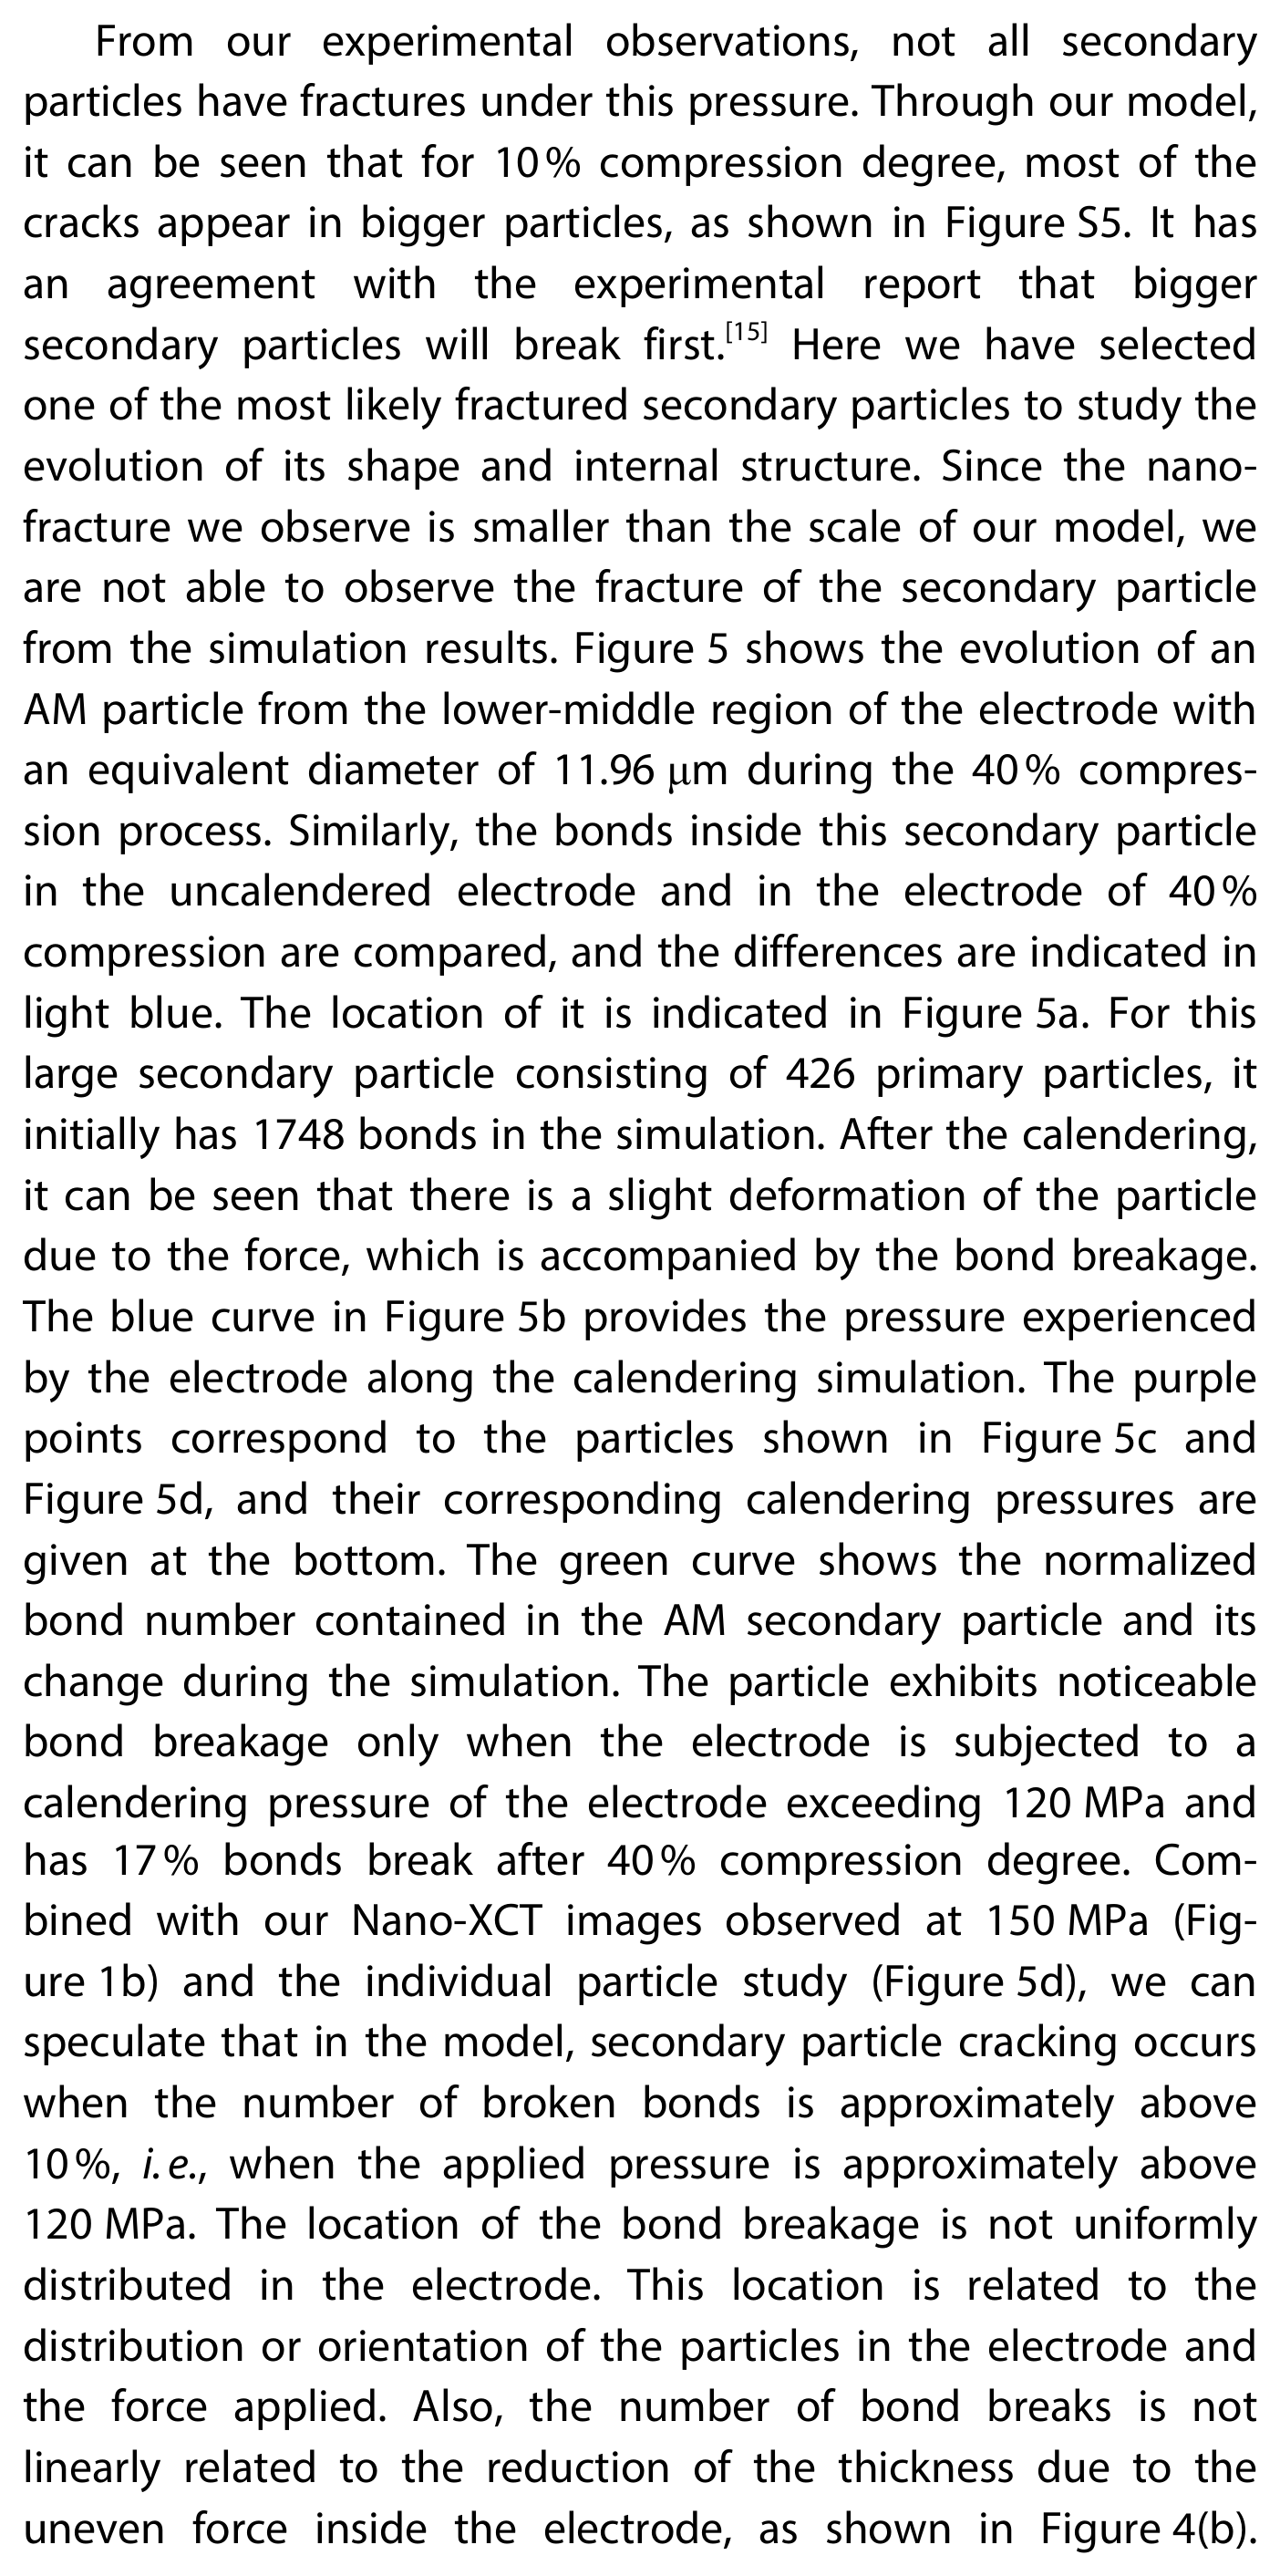 From our experimental observations, not all secondary
particles have fractures under this pressure. Through our model,
it can be seen that for 10 % compression degree, most of the
cracks appear in bigger particles, as shown in Figure S5. It has
an agreement with the experimental report that bigger
secondary particles will break first.[15] Here we have selected
one of the most likely fractured secondary particles to study the
evolution of its shape and internal structure. Since the nano-
fracture we observe is smaller than the scale of our model, we
are not able to observe the fracture of the secondary particle
from the simulation results. Figure 5 shows the evolution of an
AM particle from the lower-middle region of the electrode with
an equivalent diameter of 11.96 μm during the 40 % compres-
sion process. Similarly, the bonds inside this secondary particle
in the uncalendered electrode and in the electrode of 40 %
compression are compared, and the differences are indicated in
light blue. The location of it is indicated in Figure 5a. For this
large secondary particle consisting of 426 primary particles, it
initially has 1748 bonds in the simulation. After the calendering,
it can be seen that there is a slight deformation of the particle
due to the force, which is accompanied by the bond breakage.
The blue curve in Figure 5b provides the pressure experienced
by the electrode along the calendering simulation. The purple
points correspond to the particles shown in Figure 5c and
Figure 5d, and their corresponding calendering pressures are
given at the bottom. The green curve shows the normalized
bond number contained in the AM secondary particle and its
change during the simulation. The particle exhibits noticeable
bond breakage only when the electrode is subjected to a
calendering pressure of the electrode exceeding 120 MPa and
has 17 % bonds break after 40 % compression degree. Com-
bined with our Nano-XCT images observed at 150 MPa (Fig-
ure 1b) and the individual particle study (Figure 5d), we can
speculate that in the model, secondary particle cracking occurs
when the number of broken bonds is approximately above
10 %, i. e., when the applied pressure is approximately above
120 MPa. The location of the bond breakage is not uniformly
distributed in the electrode. This location is related to the
distribution or orientation of the particles in the electrode and
the force applied. Also, the number of bond breaks is not
linearly related to the reduction of the thickness due to the
uneven force inside the electrode, as shown in Figure 4(b).